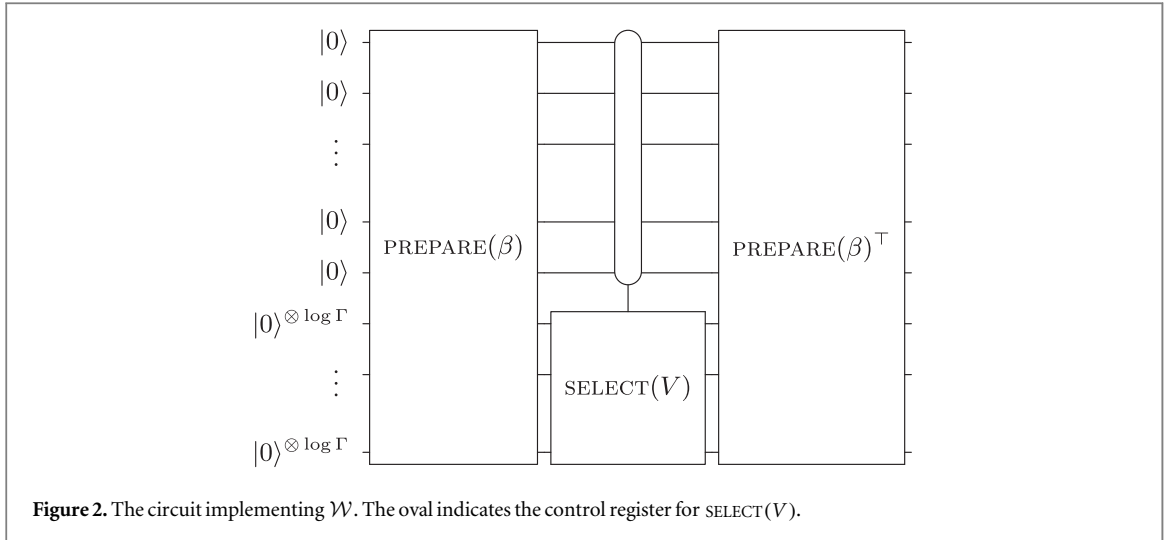 |0⟩
|0⟩
⋮
|0⟩
|0⟩
|0⟩⊗ log Γ
⋮
|0⟩⊗ log Γ
PREPARE(β)
SELECT(V)
PREPARE(β)⊤
Figure 2. The circuit implementing 𝒲. The oval indicates the control register for SELECT(V).